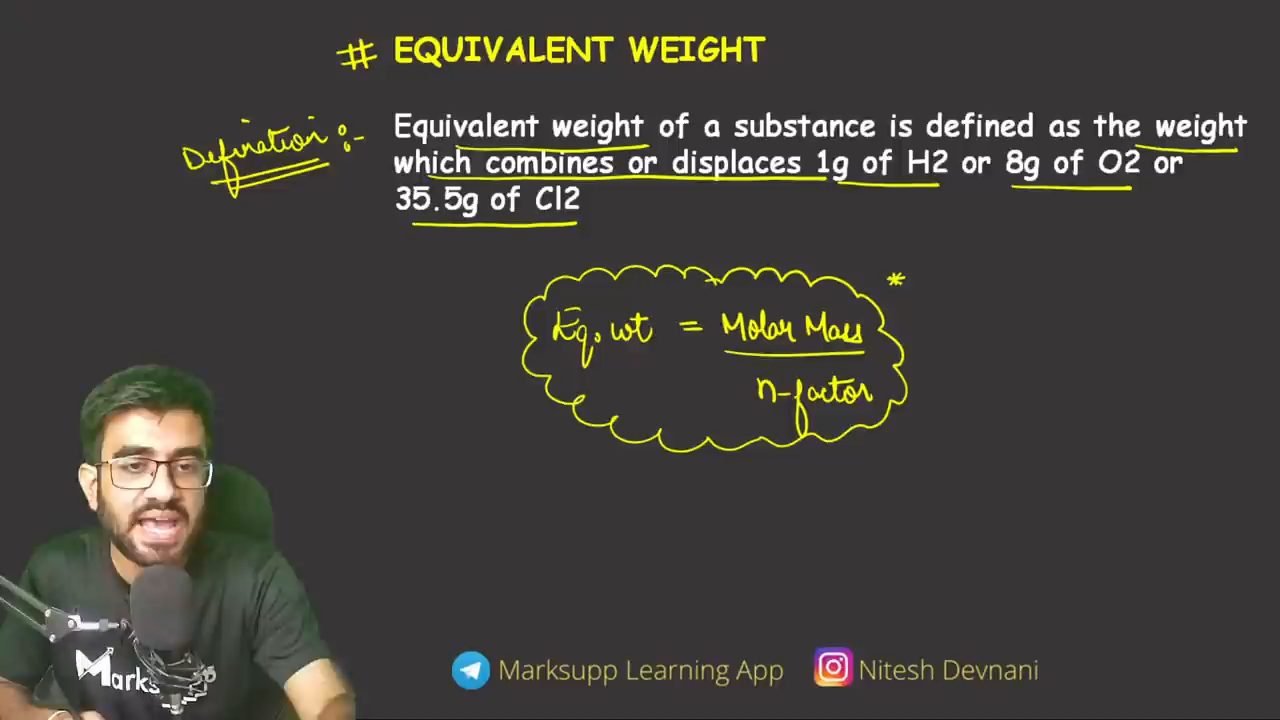 # EQUIVALENT WEIGHT
Defination :-
Equivalent weight of a substance is defined as the weight
which combines or displaces 1g of H2 or 8g of O2 or
35.5g of Cl2
*
Eq. wt = Molar Mass
n-factor
Marks
Marksupp Learning App
Nitesh Devnani